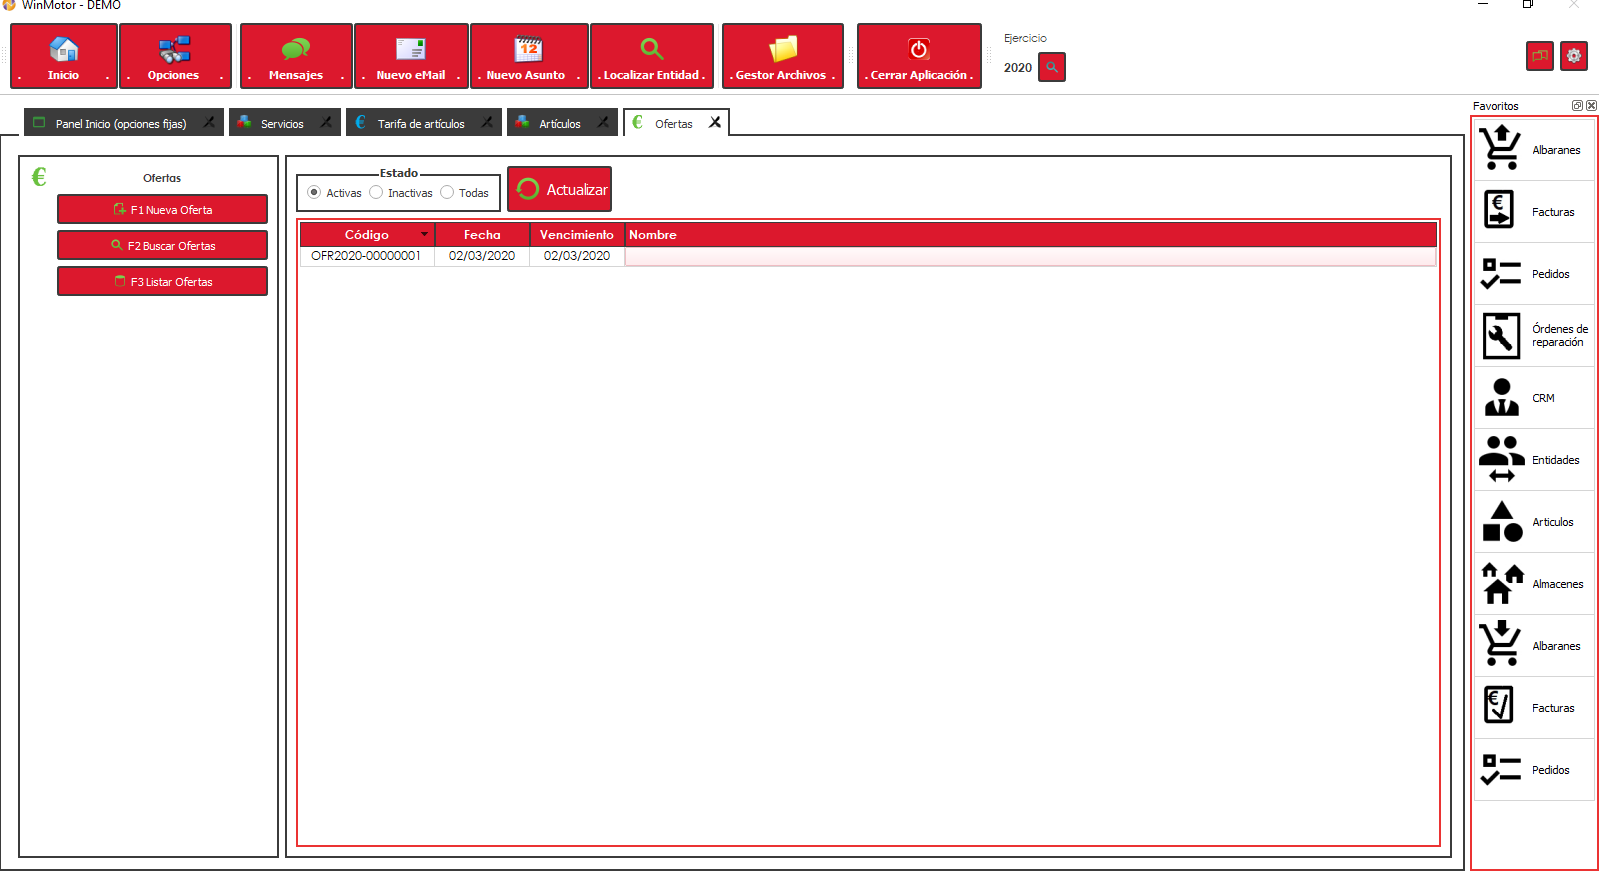 WinMotor - DEMO
. Inicio .
. Opciones .
. Mensajes .
. Nuevo eMail .
. Nuevo Asunto .
. Localizar Entidad .
. Gestor Archivos .
. Cerrar Aplicación .
Ejercicio
2020
Panel Inicio (opciones fijas)
Servicios
€ Tarifa de artículos
Artículos
€ Ofertas
€
Ofertas
F1 Nueva Oferta
F2 Buscar Ofertas
F3 Listar Ofertas
Estado
Activas Inactivas Todas
Actualizar
Código Fecha Vencimiento Nombre
OFR2020-00000001 02/03/2020 02/03/2020
Favoritos
Albaranes
€ Facturas
Pedidos
Órdenes de
reparación
CRM
Entidades
Articulos
Almacenes
Albaranes
€ Facturas
Pedidos
12